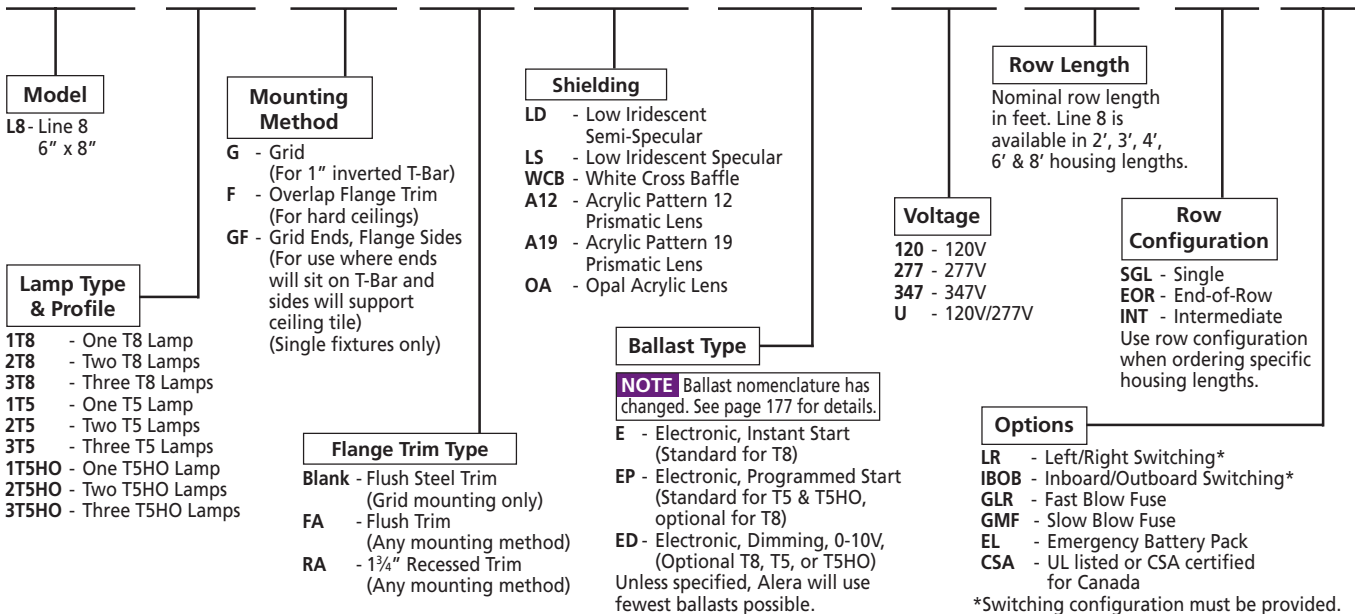 Model
L8 - Line 8
6" x 8"
Lamp Type
& Profile
1T8 - One T8 Lamp
2T8 - Two T8 Lamps
3T8 - Three T8 Lamps
1T5 - One T5 Lamp
2T5 - Two T5 Lamps
3T5 - Three T5 Lamps
1T5HO - One T5HO Lamp
2T5HO - Two T5HO Lamps
3T5HO - Three T5HO Lamps
Mounting
Method
G - Grid
(For 1" inverted T-Bar)
F - Overlap Flange Trim
(For hard ceilings)
GF - Grid Ends, Flange Sides
(For use where ends
will sit on T-Bar and
sides will support
ceiling tile)
(Single fixtures only)
Flange Trim Type
Blank - Flush Steel Trim
(Grid mounting only)
FA - Flush Trim
(Any mounting method)
RA - 1¾" Recessed Trim
(Any mounting method)
Shielding
LD - Low Iridescent
Semi-Specular
LS - Low Iridescent Specular
WCB - White Cross Baffle
A12 - Acrylic Pattern 12
Prismatic Lens
A19 - Acrylic Pattern 19
Prismatic Lens
OA - Opal Acrylic Lens
Ballast Type
NOTE Ballast nomenclature has
changed. See page 177 for details.
E - Electronic, Instant Start
(Standard for T8)
EP - Electronic, Programmed Start
(Standard for T5 & T5HO,
optional for T8)
ED - Electronic, Dimming, 0-10V,
(Optional T8, T5, or T5HO)
Unless specified, Alera will use
fewest ballasts possible.
Voltage
120 - 120V
277 - 277V
347 - 347V
U - 120V/277V
Row Length
Nominal row length
in feet. Line 8 is
available in 2', 3', 4',
6' & 8' housing lengths.
Row
Configuration
SGL - Single
EOR - End-of-Row
INT - Intermediate
Use row configuration
when ordering specific
housing lengths.
Options
LR - Left/Right Switching*
IBOB - Inboard/Outboard Switching*
GLR - Fast Blow Fuse
GMF - Slow Blow Fuse
EL - Emergency Battery Pack
CSA - UL listed or CSA certified
for Canada
*Switching configuration must be provided.